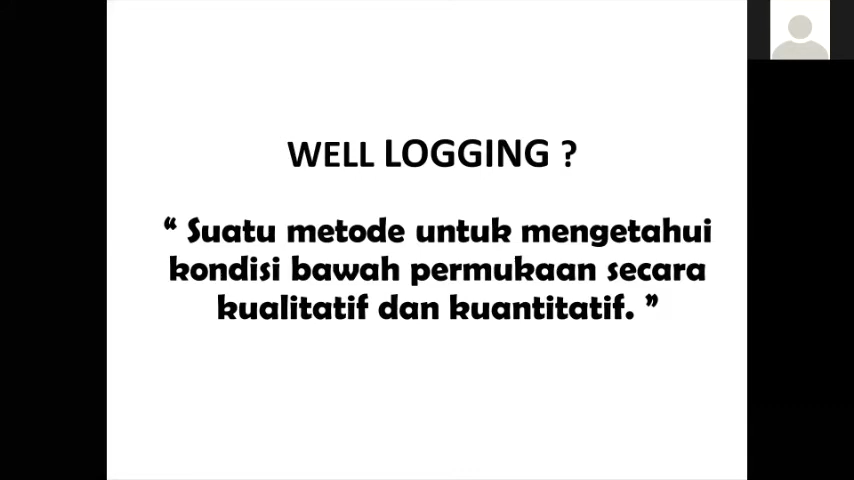 WELL LOGGING ?
“ Suatu metode untuk mengetahui
kondisi bawah permukaan secara
kualitatif dan kuantitatif. ”